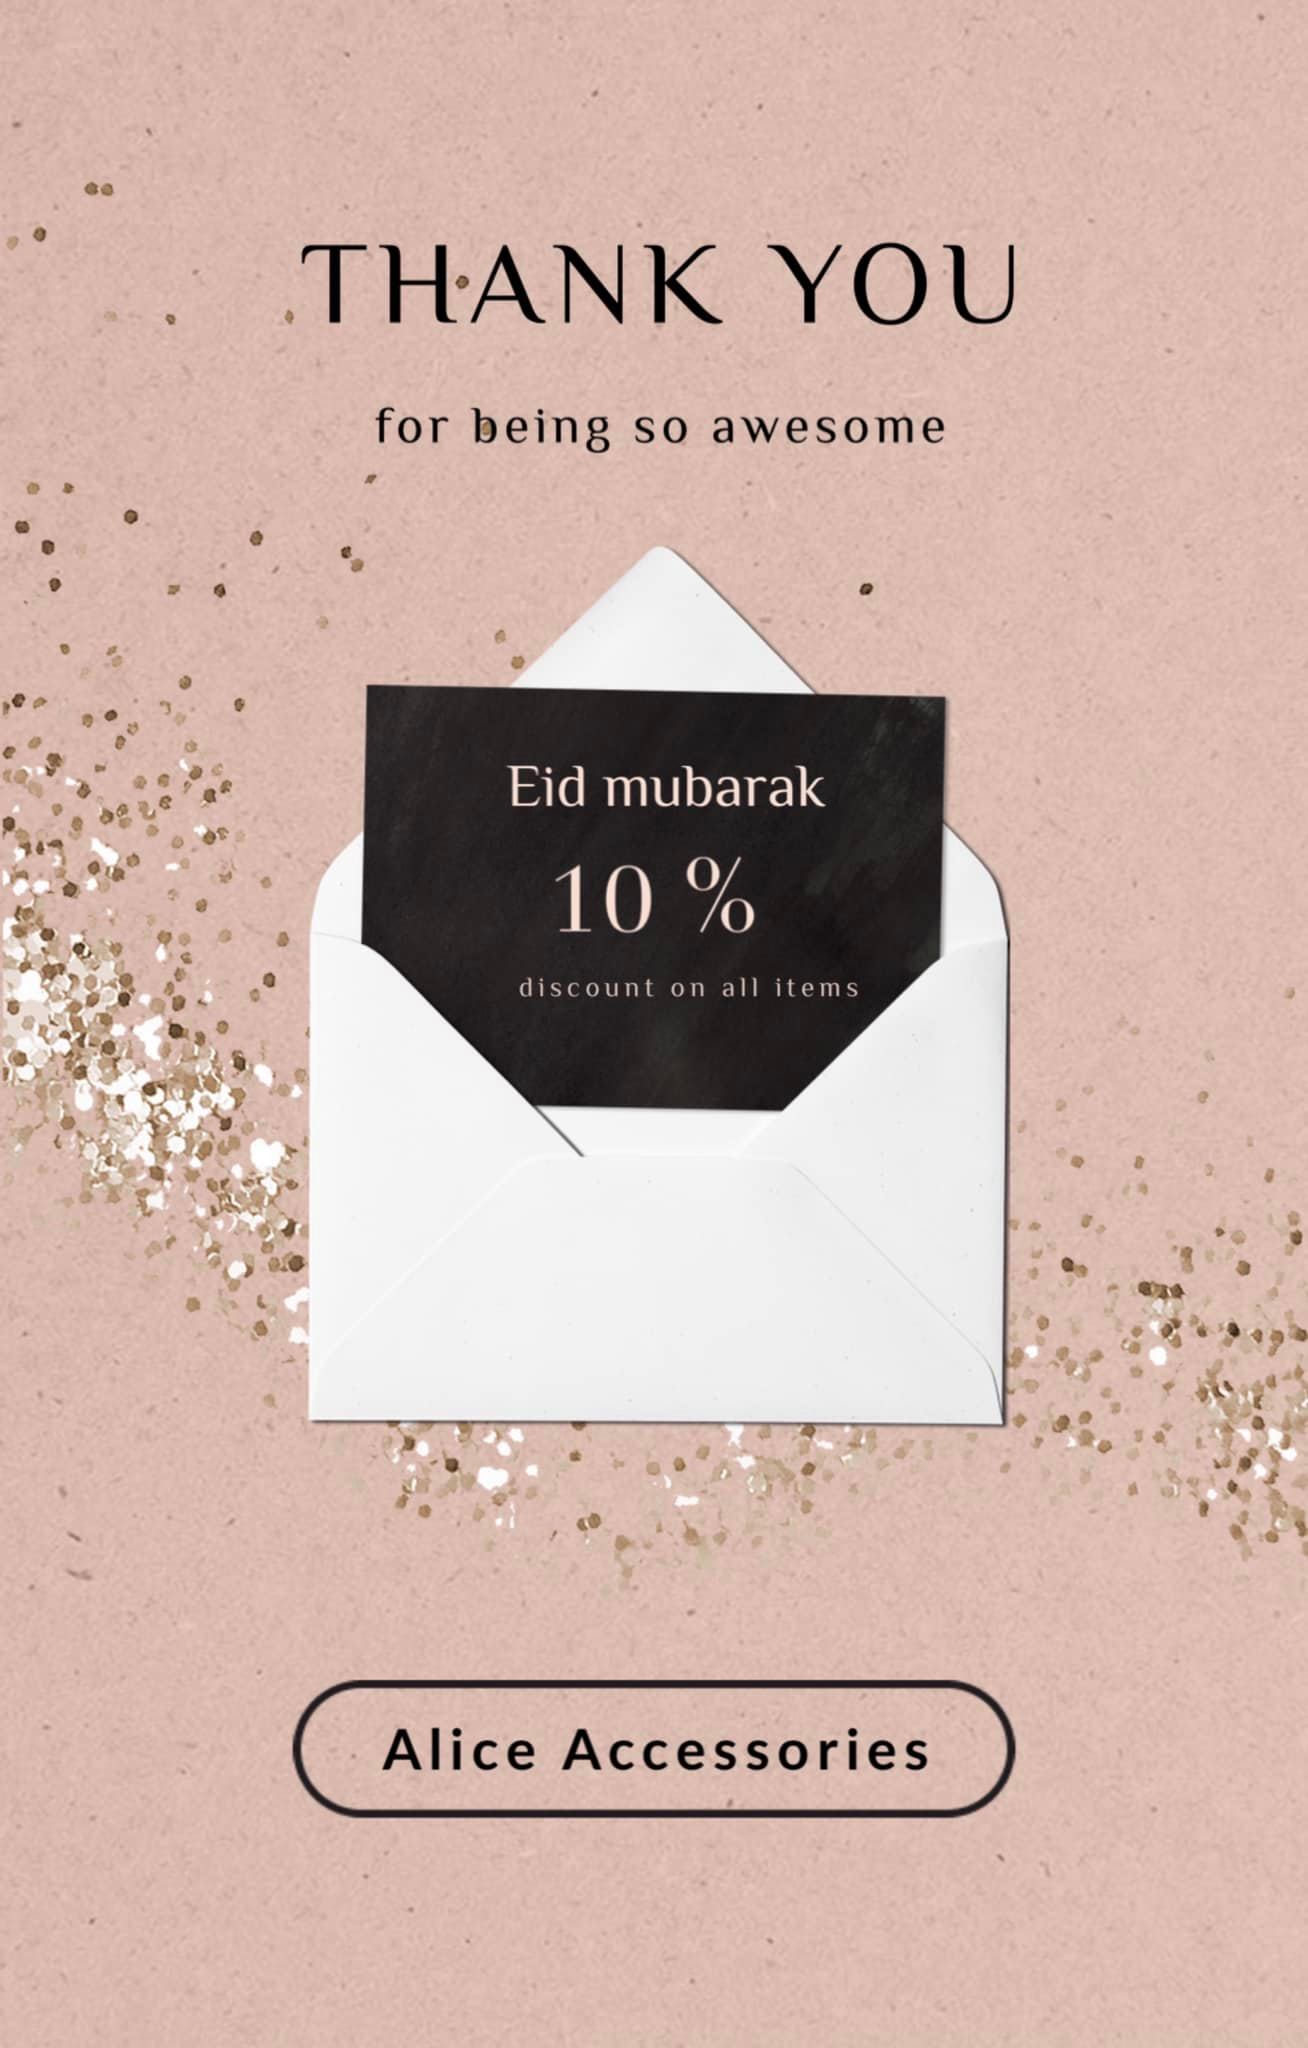 THANK YOU
for being so awesome
Eid mubarak
10 %
discount on all items
Alice Accessories